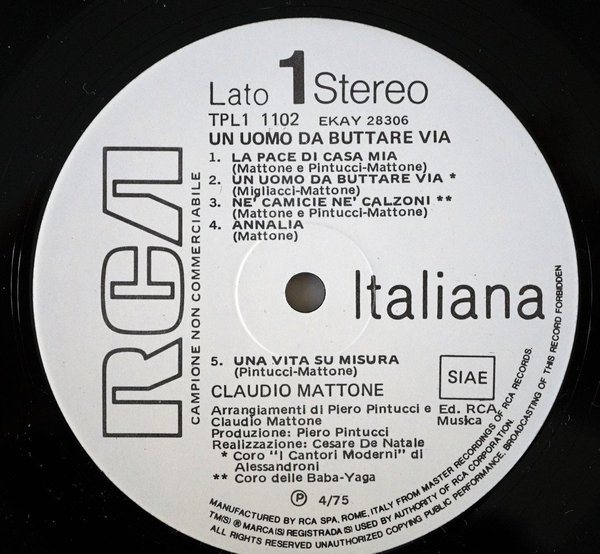 Lato 1 Stereo
TPL1 1102 EKAY 28306
UN UOMO DA BUTTARE VIA
1. LA PACE DI CASA MIA
(Mattone e Pintucci-Mattone)
2. UN UOMO DA BUTTARE VIA *
(Migliacci-Mattone)
3. NE' CAMICIE NE' CALZONI **
(Mattone e Pintucci-Mattone)
4. ANNALIA
(Mattone)
RCA
CAMPIONE NON COMMERCIABILE
Italiana
5. UNA VITA SU MISURA
(Pintucci-Mattone)
CLAUDIO MATTONE
SIAE
Ed. RCA
Musica
Arrangiamenti di Piero Pintucci e
Claudio Mattone
Produzione: Piero Pintucci
Realizzazione: Cesare De Natale
* Coro "I Cantori Moderni" di
Alessandroni
** Coro delle Baba-Yaga
Ⓟ 4/75
MANUFACTURED BY RCA SPA, ROME, ITALY FROM MASTER RECORDINGS OF RCA RECORDS.
TM(S) ® MARCA(S) REGISTRADA(S) USED BY AUTHORITY OF RCA CORPORATION.
ALL RIGHTS RESERVED UNAUTHORIZED COPYING PUBLIC PERFORMANCE, BROADCASTING OF THIS RECORD FORBIDDEN